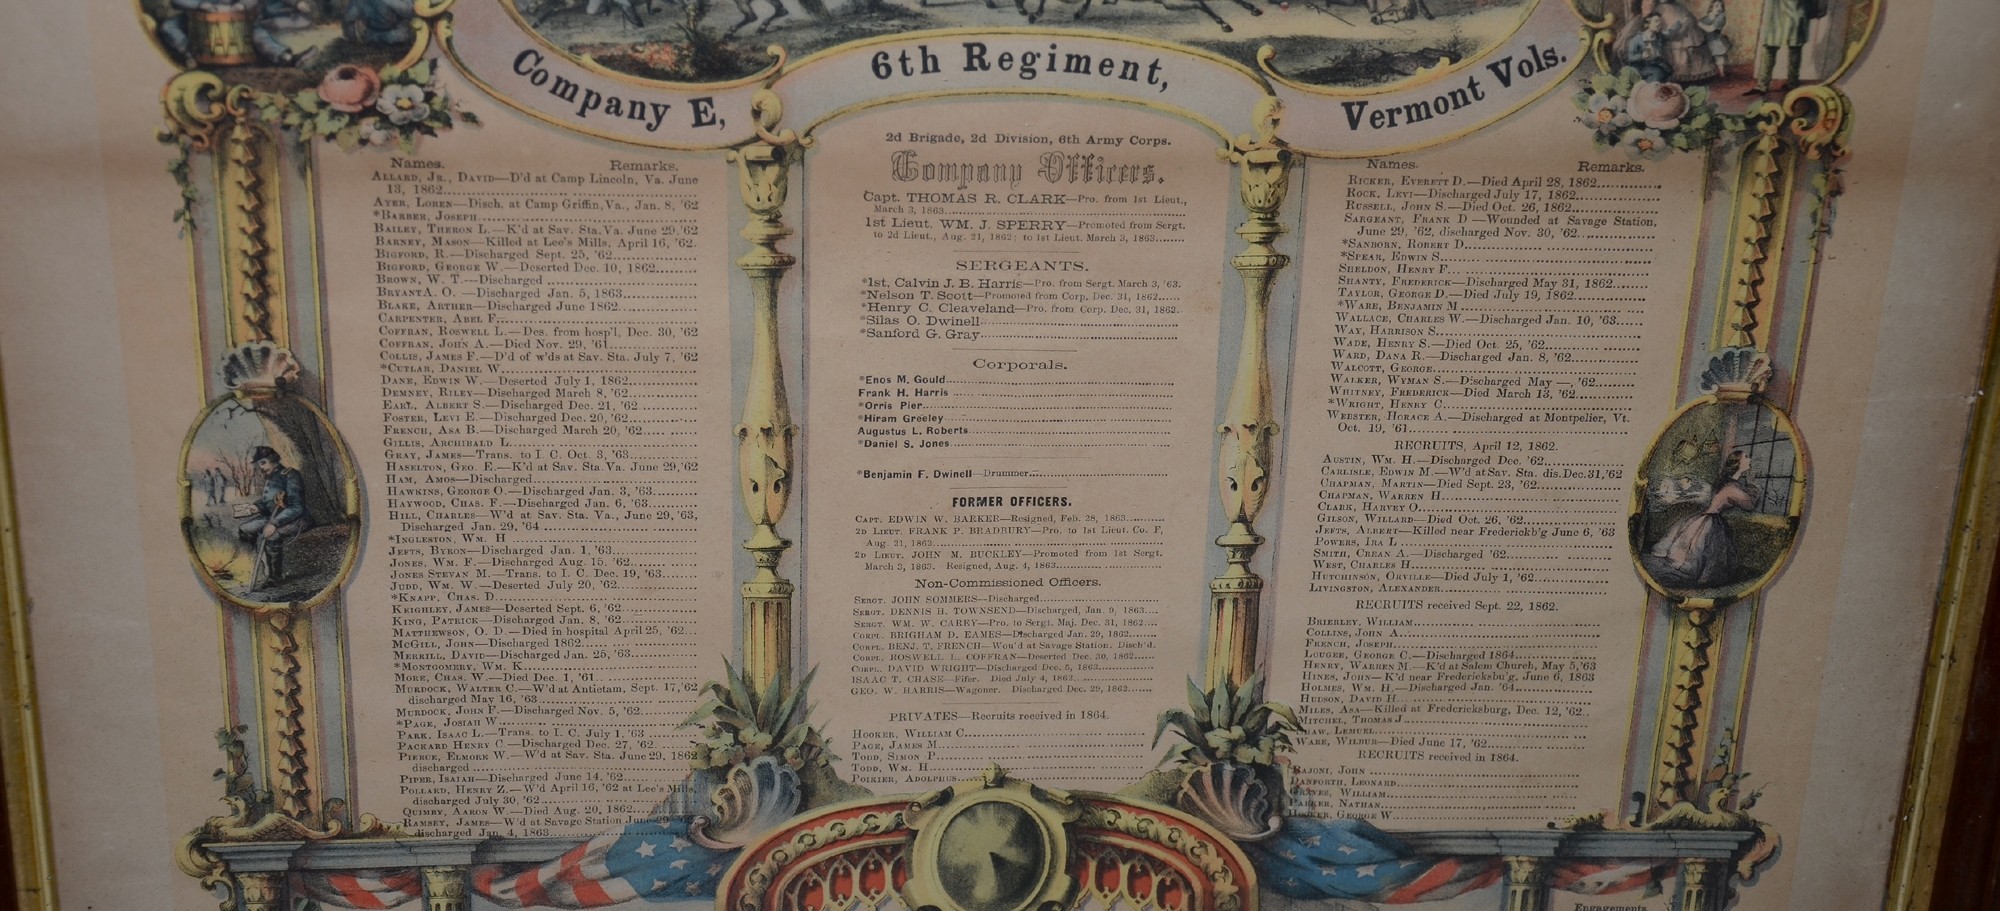 Company E, 6th Regiment, Vermont Vols.
Names. Remarks.
ALLARD, JR., DAVID—D'd at Camp Lincoln, Va. June
13, 1862
AYER, LOREN—Disch. at Camp Griffin, Va., Jan. 8, '62
*BARBER, JOSEPH
BAILEY, THERON L.—K'd at Sav. Sta. Va. June 29, '62
BARNEY, MASON—Killed at Lee's Mills, April 16, '62.
BIGFORD, R.—Discharged Sept. 25, '62
BIGFORD, GEORGE W.—Deserted Dec. 10, 1862
BROWN, W. T.—Discharged
BRYANT A. O.—Discharged Jan. 5, 1863
BLAKE, ARTHER—Discharged June 1862
CARPENTER, ABEL F.
COFFRAN, ROSWELL L.—Des. from hosp'l, Dec. 30, '62
COFFRAN, JOHN A.—Died Nov. 29, '61
COLLIS, JAMES F.—D'd of w'ds at Sav. Sta. July 7, '62
*CUTLAR, DANIEL W.
DANE, EDWIN W.—Deserted July 1, 1862
DEMNEY, RILEY—Discharged March 8, '62
EARL, ALBERT S.—Discharged Dec. 21, '62
FOSTER, LEVI E.—Discharged Dec. 20, '62
FRENCH, ASA B.—Discharged March 20, '62
GILLIS, ARCHIBALD L.
GRAY, JAMES—Trans. to I. C. Oct. 3, '63
HASELTON, GEO. E.—K'd at Sav. Sta. Va. June 29, '62
HAM, AMOS—Discharged
HAWKINS, GEORGE O.—Discharged Jan. 3, '63
HAYWOOD, CHAS. F.—Discharged Jan. 6, '63
HILL, CHARLES—W'd at Sav. Sta. Va., June 29, '63,
Discharged Jan. 29, '64
*INGLESTON, WM. H
JEFTS, BYRON—Discharged Jan. 1, '63
JONES, WM. F.—Discharged Aug. 15, '62
JONES STEVAN M.—Trans. to I. C. Dec. 19, '63
JUDD, WM. W.—Deserted July 20, '62
*KNAPP, CHAS. D
KEIGHLEY, JAMES—Deserted Sept. 6, '62
KING, PATRICK—Discharged Jan. 8, '62
MATTHEWSON, O. D.—Died in hospital April 25, '62
McGILL, JOHN—Discharged 1862
MERRILL, DAVID—Discharged Jan. 25, '63
*MONTGOMERY, WM. K
MORE, CHAS. W.—Died Dec. 1, '61
MURDOCK, WALTER C.—W'd at Antietam, Sept. 17, '62
discharged May 16, '63
MURDOCK, JOHN F.—Discharged Nov. 5, '62
*PAGE, JOSIAH W
PARK, ISAAC L.—Trans. to I. C. July 1, '63
PACKARD HENRY C.—Discharged Dec. 27, '62
PIERCE, ELMORE W.—W'd at Sav. Sta. June 29, 1862
discharged
PIPER, ISAIAH—Discharged June 14, '62
POLLARD, HENRY Z.—W'd April 16, '62 at Lee's Mills,
discharged July 30, '62
QUIMBY, AARON W.—Died Aug. 20, 1862
RAMSEY, JAMES—W'd at Savage Station June 29
discharged Jan. 4, 1863
2d Brigade, 2d Division, 6th Army Corps.
Company Officers.
Capt. THOMAS R. CLARK—Pro. from 1st Lieut.,
March 3, 1863
1st Lieut. WM. J. SPERRY—Promoted from Sergt.
to 2d Lieut., Aug. 21, 1862; to 1st Lieut. March 3, 1863
SERGEANTS.
*1st, Calvin J. B. Harris—Pro. from Sergt. March 3, '63.
*Nelson T. Scott—Promoted from Corp. Dec. 31, 1862
*Henry C. Cleaveland—Pro. from Corp. Dec. 31, 1862.
*Silas O. Dwinell
*Sanford G. Gray
Corporals.
*Enos M. Gould
Frank H. Harris
*Orris Pier
*Hiram Greeley
Augustus L. Roberts
*Daniel S. Jones
*Benjamin F. Dwinell—Drummer
FORMER OFFICERS.
CAPT. EDWIN W. BARKER—Resigned, Feb. 28, 1863
2D LIEUT. FRANK P. BRADBURY—Pro. to 1st Lieut. Co. F,
Aug. 21, 1862
2D LIEUT. JOHN M. BUCKLEY—Promoted from 1st Sergt.
March 3, 1863. Resigned, Aug. 4, 1863
Non-Commissioned Officers.
SERGT. JOHN SOMMERS—Discharged
SERGT. DENNIS H. TOWNSEND—Discharged, Jan. 9, 1863
SERGT. WM. W. CAREY—Pro. to Sergt. Maj. Dec. 31, 1862
CORPL. BRIGHAM D. EAMES—Discharged Jan. 29, 1862
CORPL. BENJ. T. FRENCH—Wou'd at Savage Station. Disch'd.
CORPL. ROSWELL L. COFFRAN—Deserted Dec. 30, 1862
CORPL. DAVID WRIGHT—Discharged Dec. 5, 1863
ISAAC T. CHASE—Fifer. Died July 4, 1863
GEO. W. HARRIS—Wagoner. Discharged Dec. 29, 1862
PRIVATES—Recruits received in 1864.
HOOKER, WILLIAM C
PAGE, JAMES M
TODD, SIMON P
TODD, WM. H
POIRIER, ADOLPHUS
Names. Remarks.
RICKER, EVERETT D.—Died April 28, 1862
ROCK, LEVI—Discharged July 17, 1862
RUSSELL, JOHN S.—Died Oct. 26, 1862
SARGEANT, FRANK D—Wounded at Savage Station,
June 29, '62, discharged Nov. 30, '62
*SANBORN, ROBERT D
*SPEAR, EDWIN S
SHELDON, HENRY F
SHANTY, FREDERICK—Discharged May 31, 1862
TAYLOR, GEORGE D.—Died July 19, 1862
*WARE, BENJAMIN M
WALLACE, CHARLES W.—Discharged Jan. 10, '63
WAY, HARRISON S
WADE, HENRY S.—Died Oct. 25, '62
WARD, DANA R.—Discharged Jan. 8, '62
WALCOTT, GEORGE
WALKER, WYMAN S.—Discharged May —, '62
WHITNEY, FREDERICK—Died March 13, '62
*WRIGHT, HENRY C
WEBSTER, HORACE A.—Discharged at Montpelier, Vt.
Oct. 19, '61
RECRUITS, April 12, 1862.
AUSTIN, WM. H.—Discharged Dec. '62
CARLISLE, EDWIN M.—W'd at Sav. Sta. dis. Dec. 31, '62
CHAPMAN, MARTIN—Died Sept. 23, '62
CHAPMAN, WARREN H
CLARK, HARVEY O
GILSON, WILLARD—Died Oct. 26, '62
JEFTS, ALBERT—Killed near Frederickb'g June 6, '63
POWERS, IRA L
SMITH, CREAN A.—Discharged '62
WEST, CHARLES H
HUTCHINSON, ORVILLE—Died July 1, '62
LIVINGSTON, ALEXANDER
RECRUITS received Sept. 22, 1862.
BRIERLEY, WILLIAM
COLLINS, JOHN A
FRENCH, JOSEPH
LOUGEE, GEORGE C.—Discharged 1864
HENRY, WARREN M.—K'd at Salem Church, May 5, '63
HINES, JOHN—K'd near Fredericksbu'g, June 6, 1863
HOLMES, WM. H.—Discharged Jan. '64
HUDSON, DAVID H
MILES, ASA—Killed at Fredericksburg, Dec. 12, '62
MITCHEL, THOMAS J
SHAW, LEMUEL
WARE, WILBUR—Died June 17, '62
RECRUITS received in 1864.
BAJONI, JOHN
DANFORTH, LEONARD
GRAVES, WILLIAM
PARKER, NATHAN
HOOKER, GEORGE W
Engagements